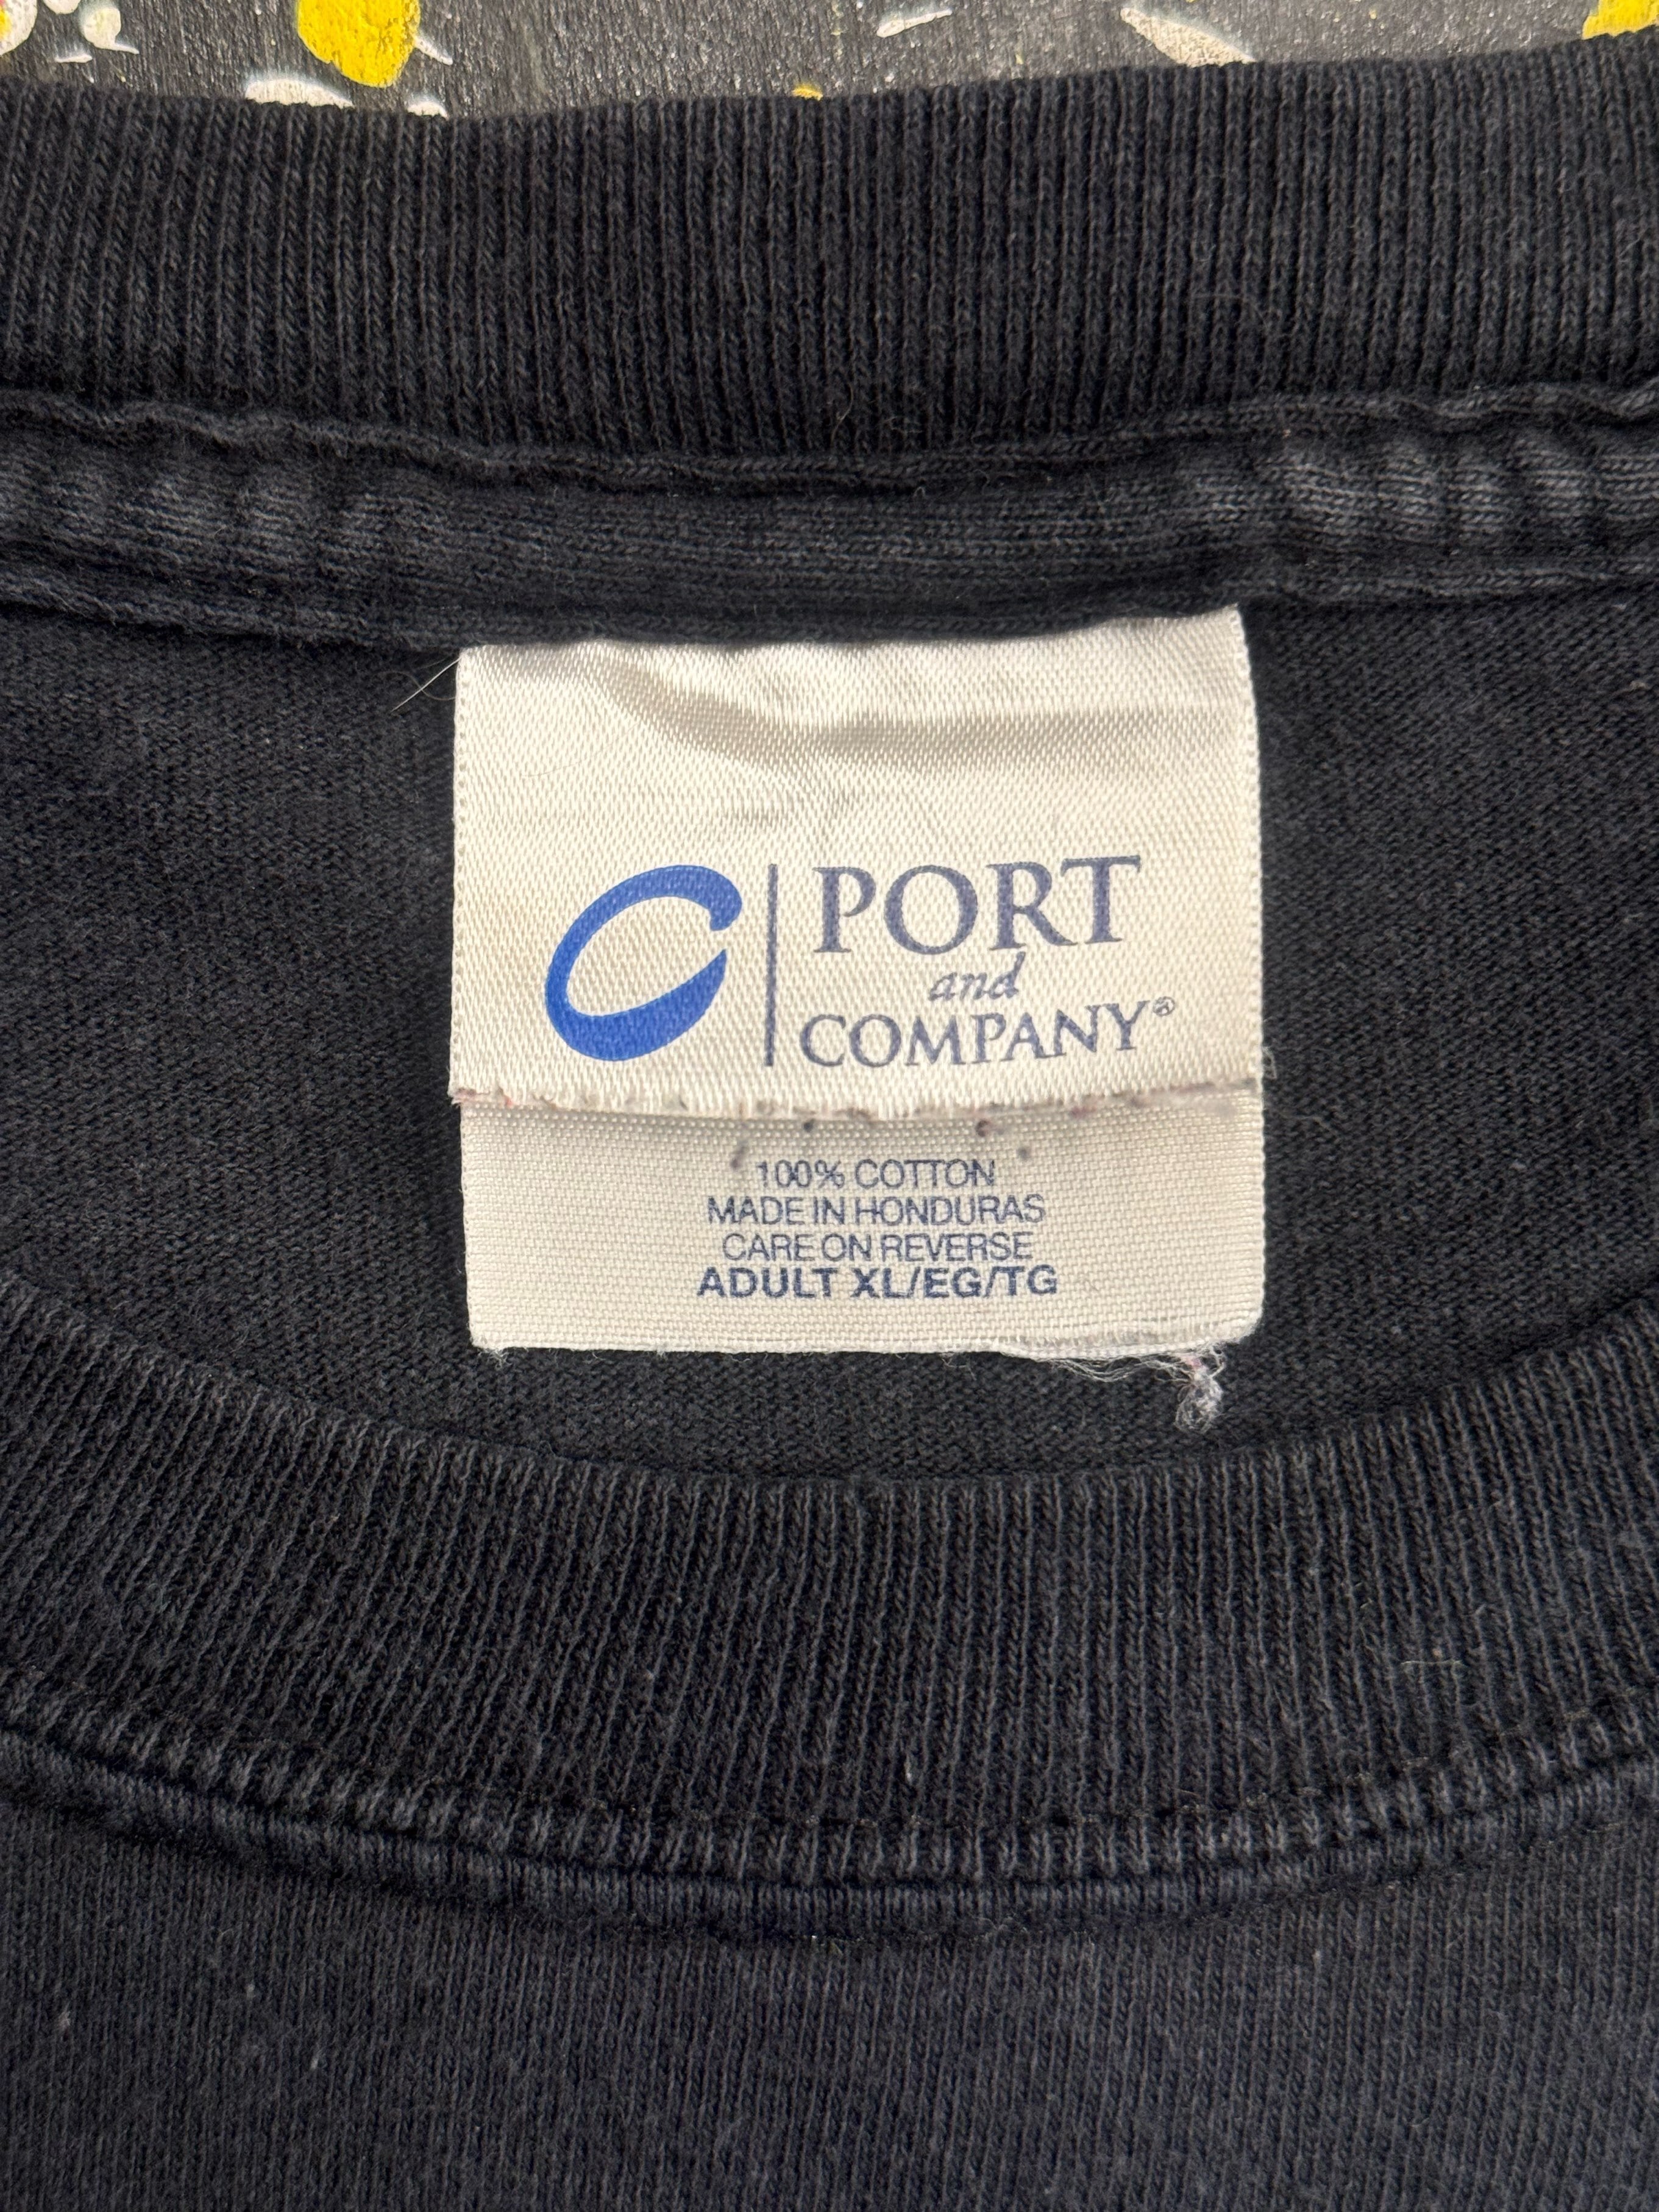 PORT
and
COMPANY®
100% COTTON
MADE IN HONDURAS
CARE ON REVERSE
ADULT XL/EG/TG